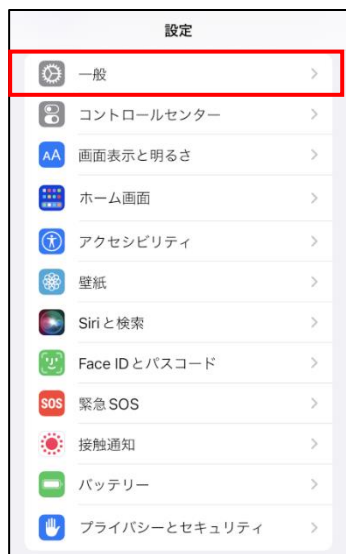 設定
一般
コントロールセンター
AA 画面表示と明るさ
ホーム画面
アクセシビリティ
壁紙
Siriと検索
Face IDとパスコード
SOS 緊急SOS
接触通知
バッテリー
プライバシーとセキュリティ